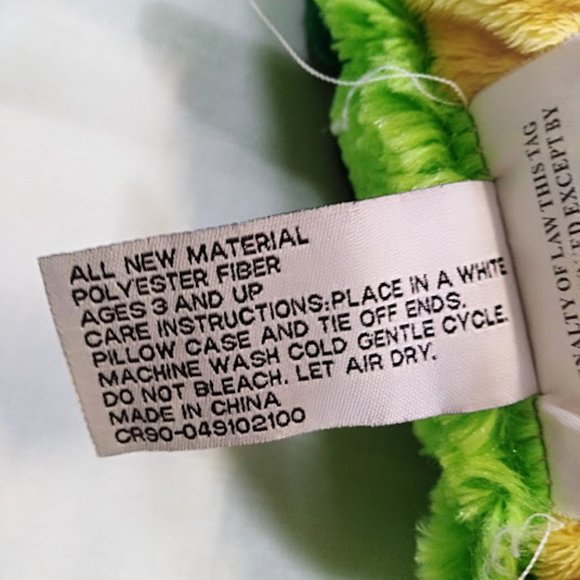 ALL NEW MATERIAL
POLYESTER FIBER
AGES 3 AND UP
CARE INSTRUCTIONS:PLACE IN A WHITE
PILLOW CASE AND TIE OFF ENDS.
MACHINE WASH COLD GENTLE CYCLE.
DO NOT BLEACH. LET AIR DRY.
MADE IN CHINA
CR90-049102100
OF LAW THIS TAG
EXCEPT BY